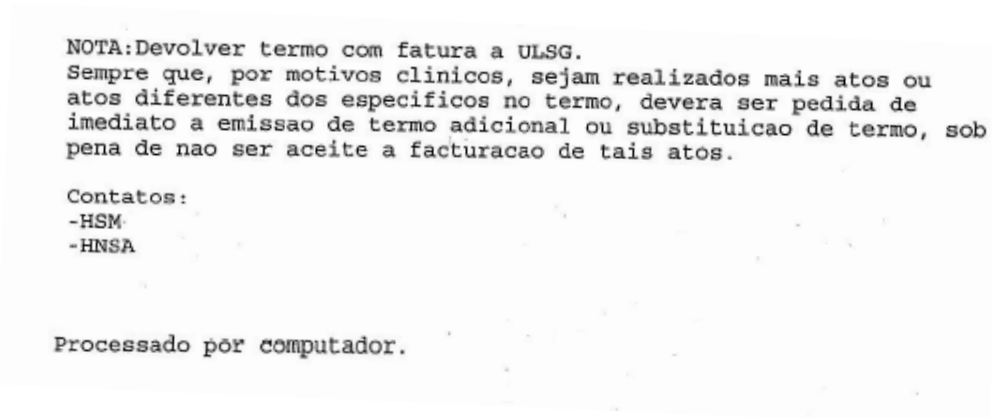 NOTA:Devolver termo com fatura a ULSG.
Sempre que, por motivos clinicos, sejam realizados mais atos ou
atos diferentes dos especificos no termo, devera ser pedida de
imediato a emissao de termo adicional ou substituicao de termo, sob
pena de nao ser aceite a facturacao de tais atos.
Contatos:
-HSM
-HNSA
Processado por computador.